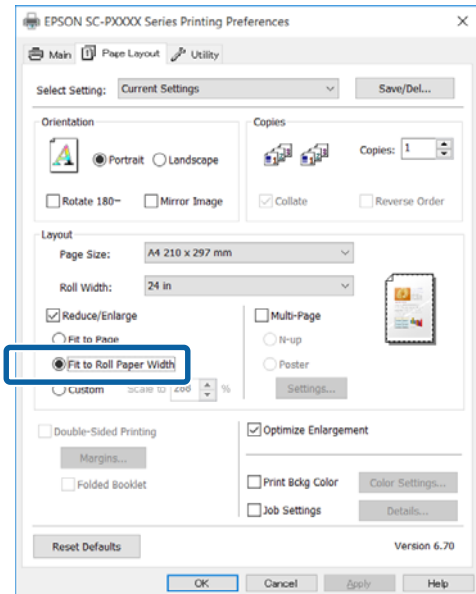 EPSON SC-PXXXX Series Printing Preferences
Main Page Layout Utility
Select Setting: Current Settings Save/Del...
Orientation
Portrait Landscape
Rotate 180° Mirror Image
Copies
Copies: 1
Collate Reverse Order
Layout
Page Size: A4 210 x 297 mm
Roll Width: 24 in
Reduce/Enlarge
Fit to Page
Fit to Roll Paper Width
Custom Scale to %
Multi-Page
N-up
Poster
Settings...
Double-Sided Printing
Margins...
Folded Booklet
Optimize Enlargement
Print Bckg Color Color Settings...
Job Settings Details...
Reset Defaults Version 6.70
OK Cancel Apply Help